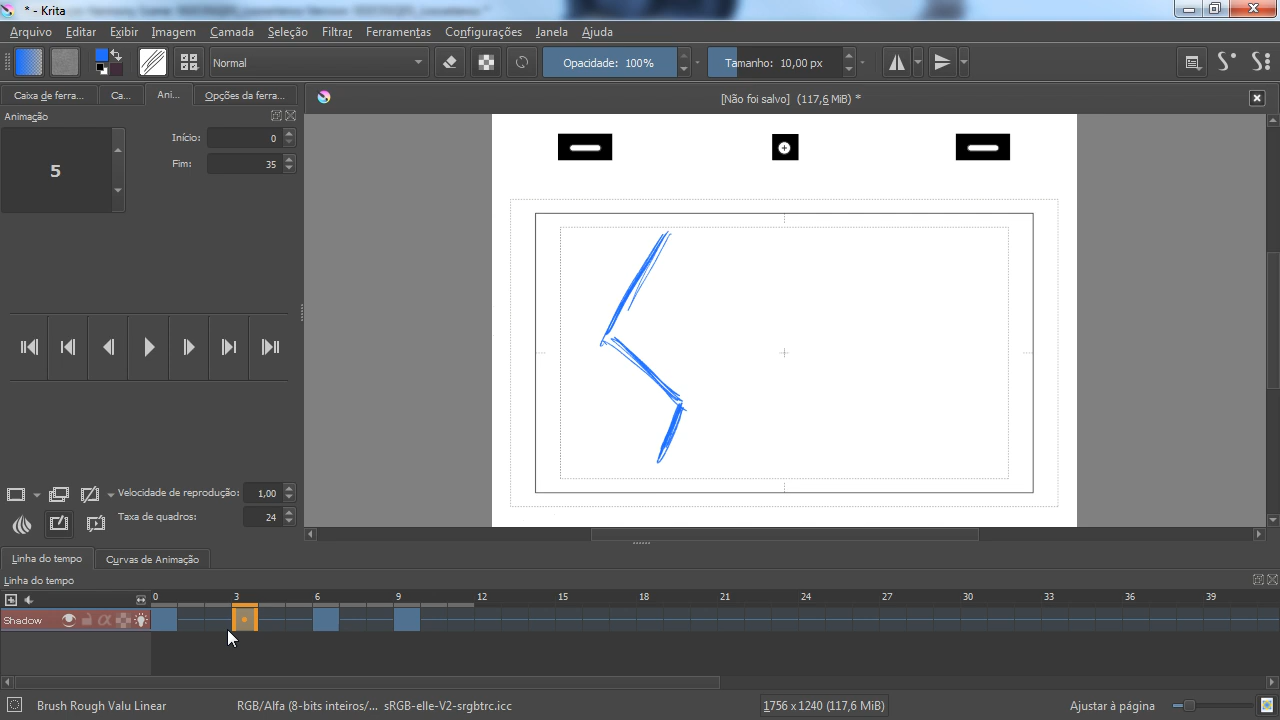 * - Krita
Arquivo Editar Exibir Imagem Camada Seleção Filtrar Ferramentas Configurações Janela Ajuda
Normal Opacidade: 100% Tamanho: 10,00 px
Caixa de ferra... Ca... Ani... Opções da ferra... [Não foi salvo] (117,6 MiB) *
Animação
5
Início: 0
Fim: 35
Velocidade de reprodução: 1,00
Taxa de quadros: 24
Linha do tempo Curvas de Animação
Linha do tempo
0 3 6 9 12 15 18 21 24 27 30 33 36 39
Shadow
Brush Rough Valu Linear RGB/Alfa (8-bits inteiros/... sRGB-elle-V2-srgbtrc.icc 1756 x 1240 (117,6 MiB) Ajustar à página